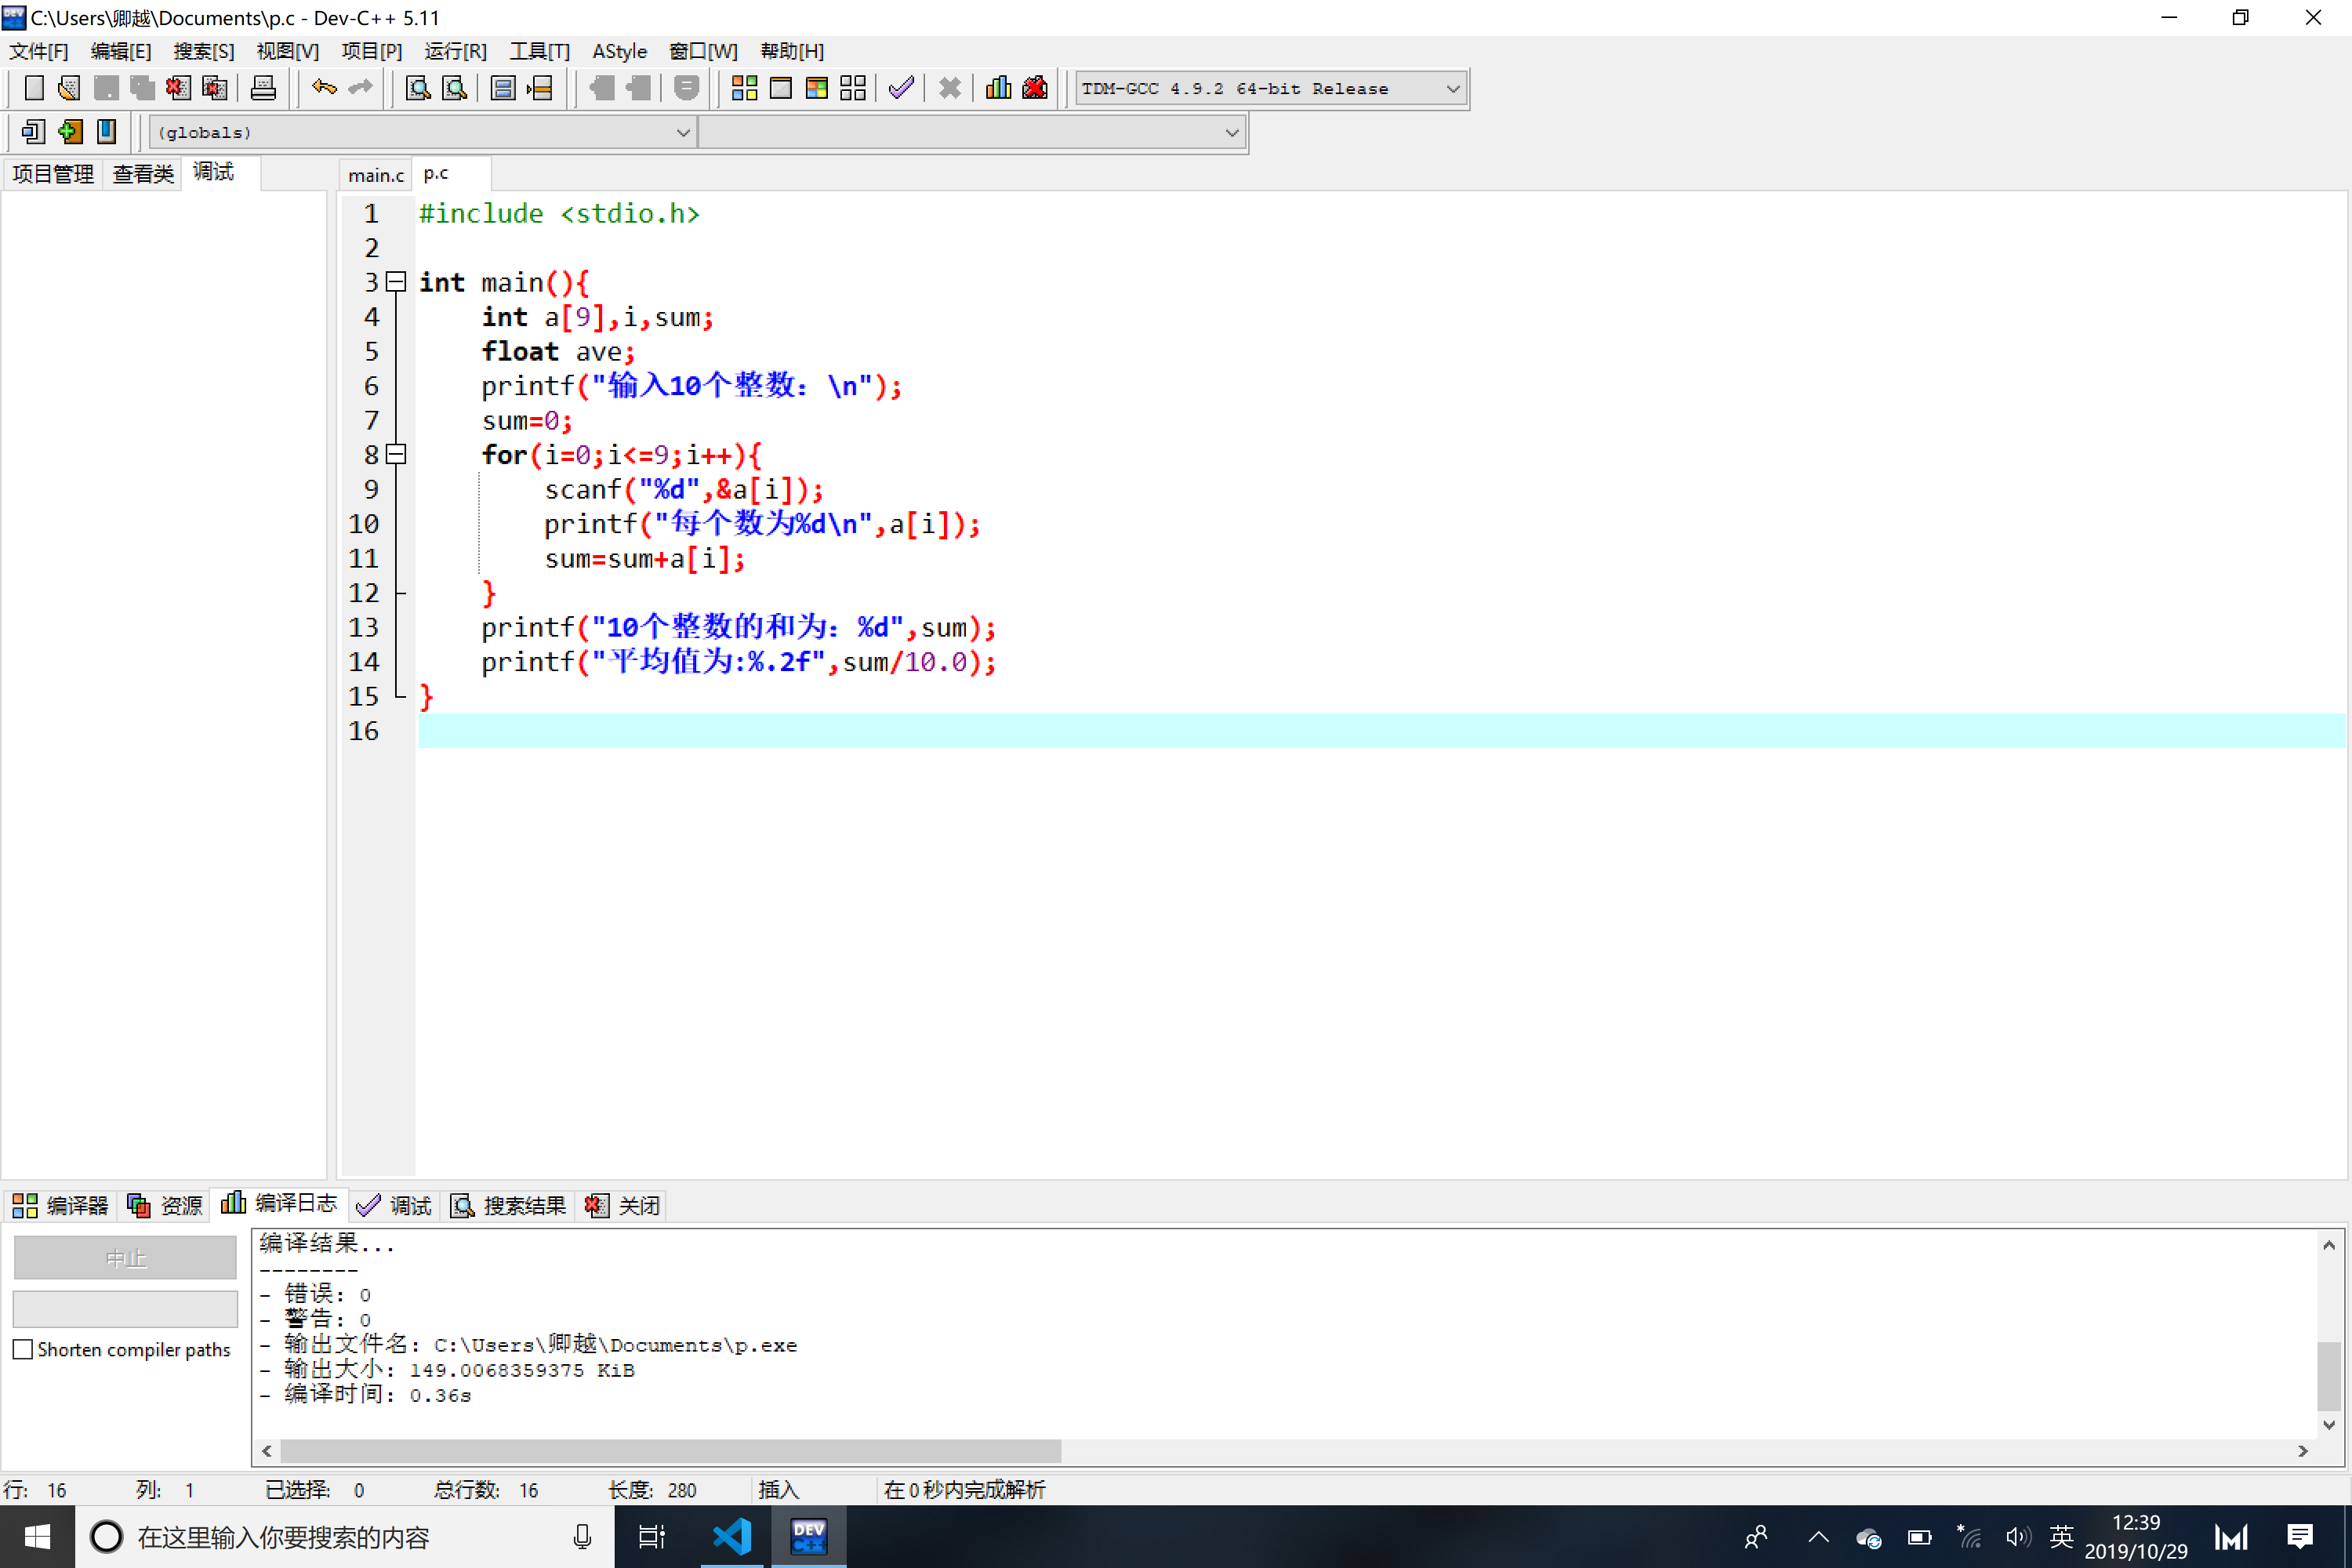 C:\Users\卿越\Documents\p.c - Dev-C++ 5.11
文件[F] 编辑[E] 搜索[S] 视图[V] 项目[P] 运行[R] 工具[T] AStyle 窗口[W] 帮助[H]
TDM-GCC 4.9.2 64-bit Release
(globals)
项目管理 查看类 调试 main.c p.c
1 #include <stdio.h>
2
3 int main(){
4 int a[9],i,sum;
5 float ave;
6 printf("输入10个整数：\n");
7 sum=0;
8 for(i=0;i<=9;i++){
9 scanf("%d",&a[i]);
10 printf("每个数为%d\n",a[i]);
11 sum=sum+a[i];
12 }
13 printf("10个整数的和为：%d",sum);
14 printf("平均值为:%.2f",sum/10.0);
15 }
16
编译器 资源 编译日志 调试 搜索结果 关闭
中止
Shorten compiler paths
编译结果...
--------
- 错误: 0
- 警告: 0
- 输出文件名: C:\Users\卿越\Documents\p.exe
- 输出大小: 149.0068359375 KiB
- 编译时间: 0.36s
行: 16 列: 1 已选择: 0 总行数: 16 长度: 280 插入 在 0 秒内完成解析
在这里输入你要搜索的内容
DEV C++
英
12:39
2019/10/29